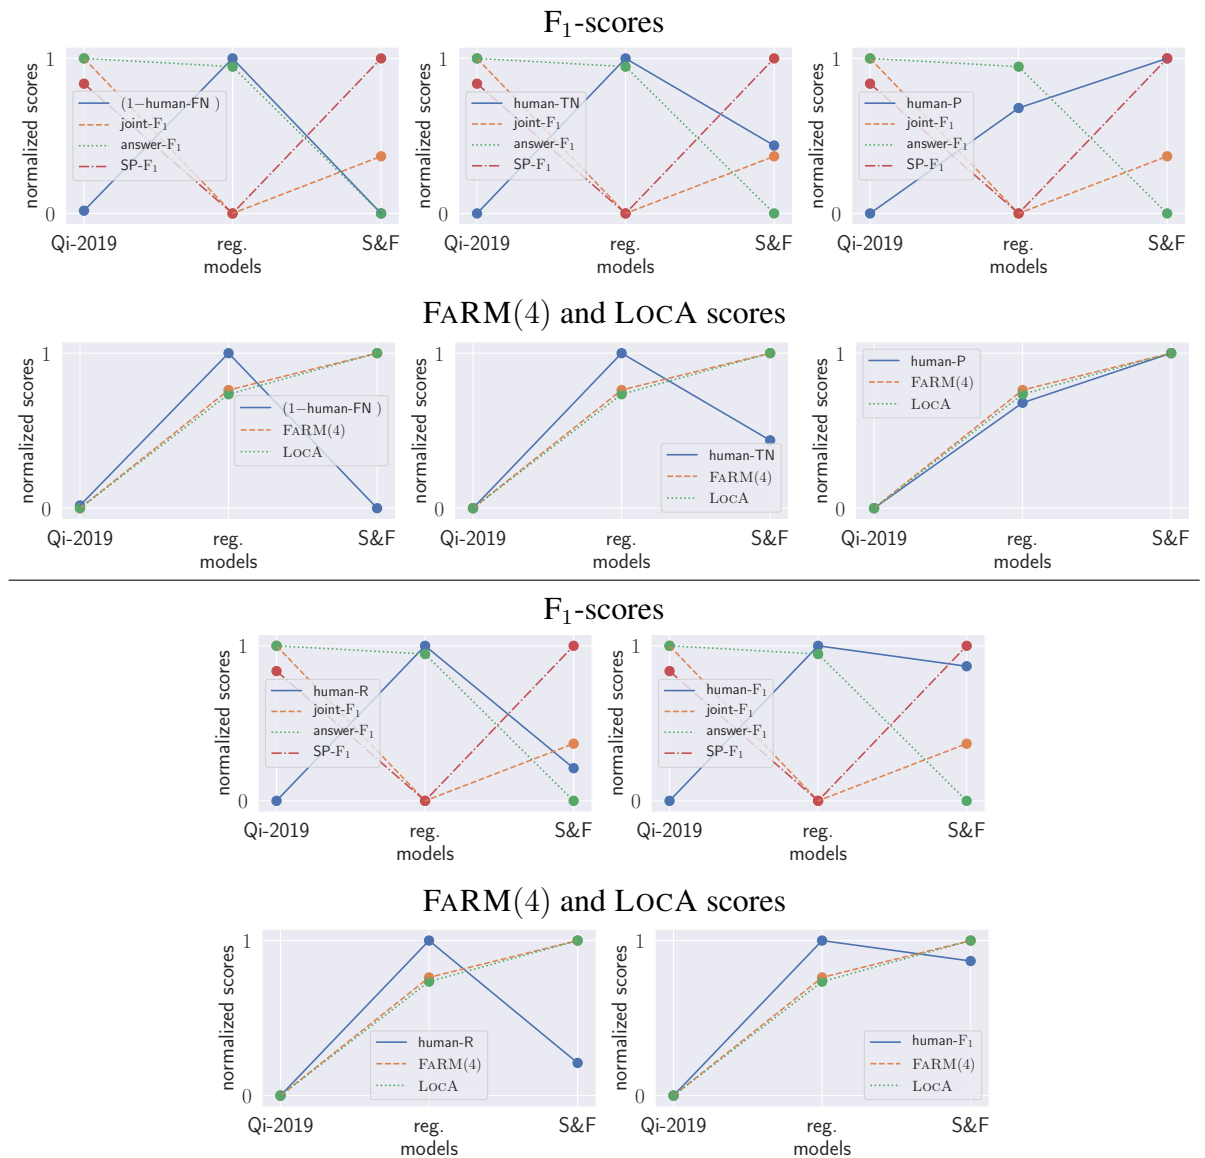 F1-scores
normalized scores
1
0
(1−human-FN )
joint-F1
answer-F1
SP-F1
Qi-2019 reg. S&F
models
normalized scores
1
0
human-TN
joint-F1
answer-F1
SP-F1
Qi-2019 reg. S&F
models
normalized scores
1
0
human-P
joint-F1
answer-F1
SP-F1
Qi-2019 reg. S&F
models
FARM(4) and LOCA scores
normalized scores
1
0
(1−human-FN )
FARM(4)
LOCA
Qi-2019 reg. S&F
models
normalized scores
1
0
human-TN
FARM(4)
LOCA
Qi-2019 reg. S&F
models
normalized scores
1
0
human-P
FARM(4)
LOCA
Qi-2019 reg. S&F
models
F1-scores
normalized scores
1
0
human-R
joint-F1
answer-F1
SP-F1
Qi-2019 reg. S&F
models
normalized scores
1
0
human-F1
joint-F1
answer-F1
SP-F1
Qi-2019 reg. S&F
models
FARM(4) and LOCA scores
normalized scores
1
0
human-R
FARM(4)
LOCA
Qi-2019 reg. S&F
models
normalized scores
1
0
human-F1
FARM(4)
LOCA
Qi-2019 reg. S&F
models